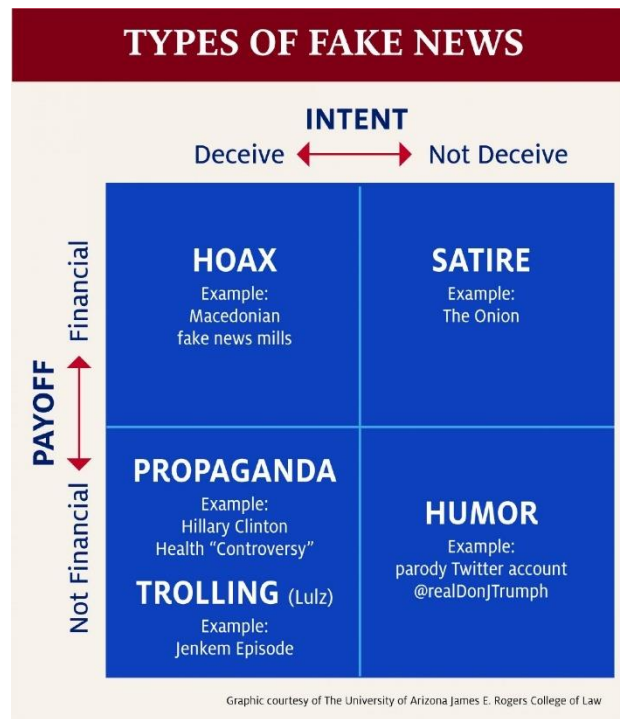 TYPES OF FAKE NEWS
INTENT
Deceive
Not Deceive
PAYOFF
Financial
HOAX
Example:
Macedonian
fake news mills
SATIRE
Example:
The Onion
Not Financial
PROPAGANDA
Example:
Hillary Clinton
Health “Controversy”
TROLLING (Lulz)
Example:
Jenkem Episode
HUMOR
Example:
parody Twitter account
@realDonJTrumph
Graphic courtesy of The University of Arizona James E. Rogers College of Law